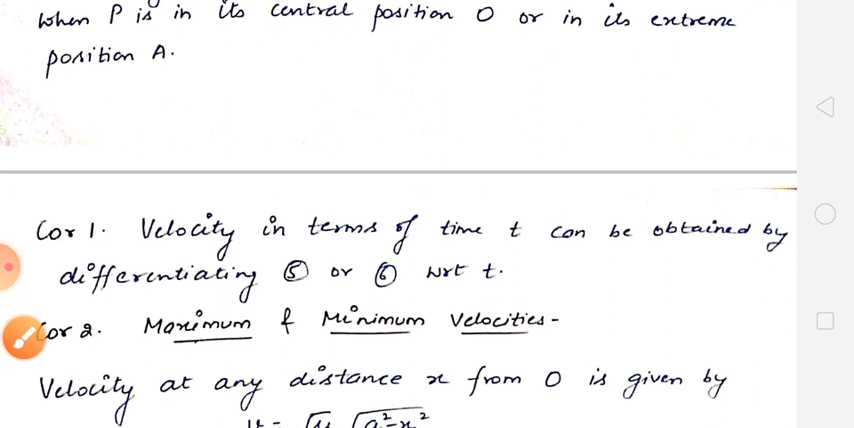 when P is in its central position O or in its extreme
position A.
Cor 1. Velocity in terms of time t can be obtained by
differentiating ⑤ or ⑥ wrt t.
Cor 2. Maximum & Minimum Velocities -
Velocity at any distance x from O is given by
v = √μ √a²-x²